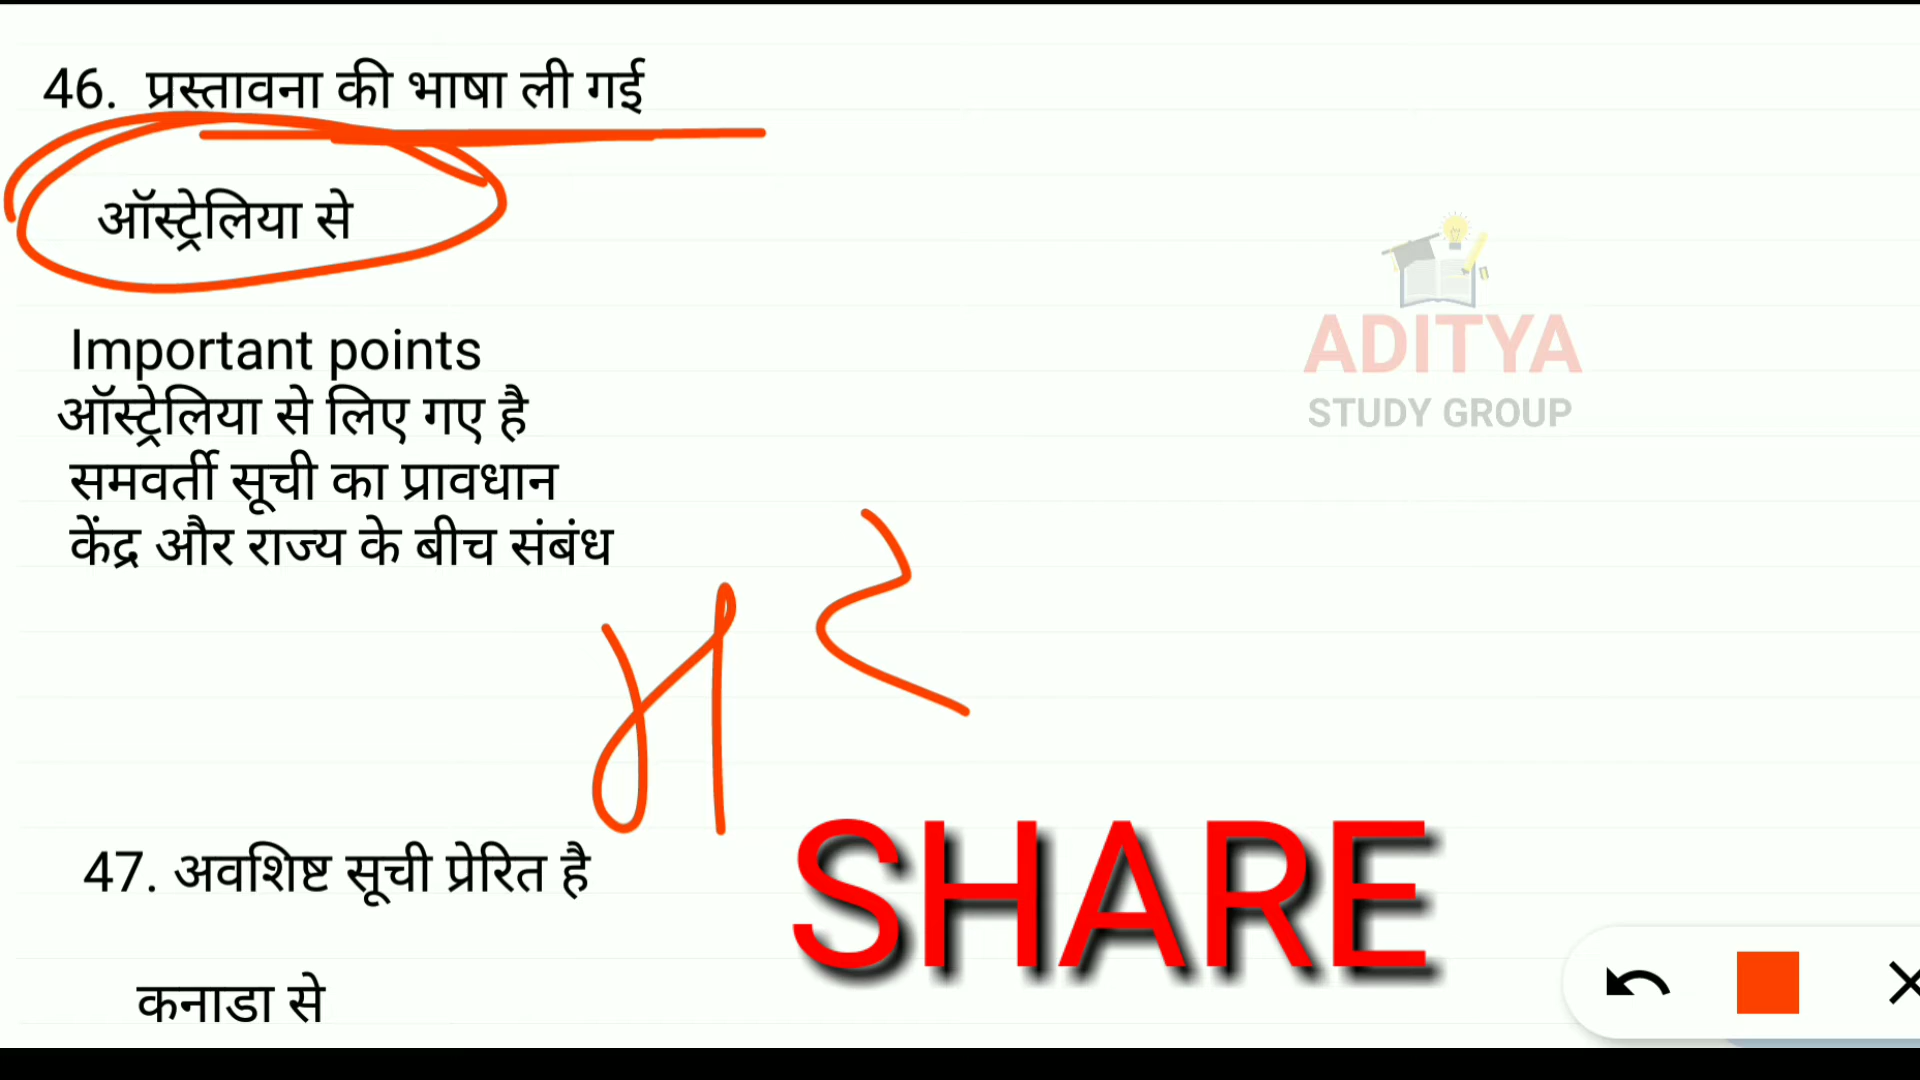 46. प्रस्तावना की भाषा ली गई
ऑस्ट्रेलिया से
Important points
ऑस्ट्रेलिया से लिए गए है
समवर्ती सूची का प्रावधान
केंद्र और राज्य के बीच संबंध
47. अवशिष्ट सूची प्रेरित है
कनाडा से
ADITYA
STUDY GROUP
SHARE